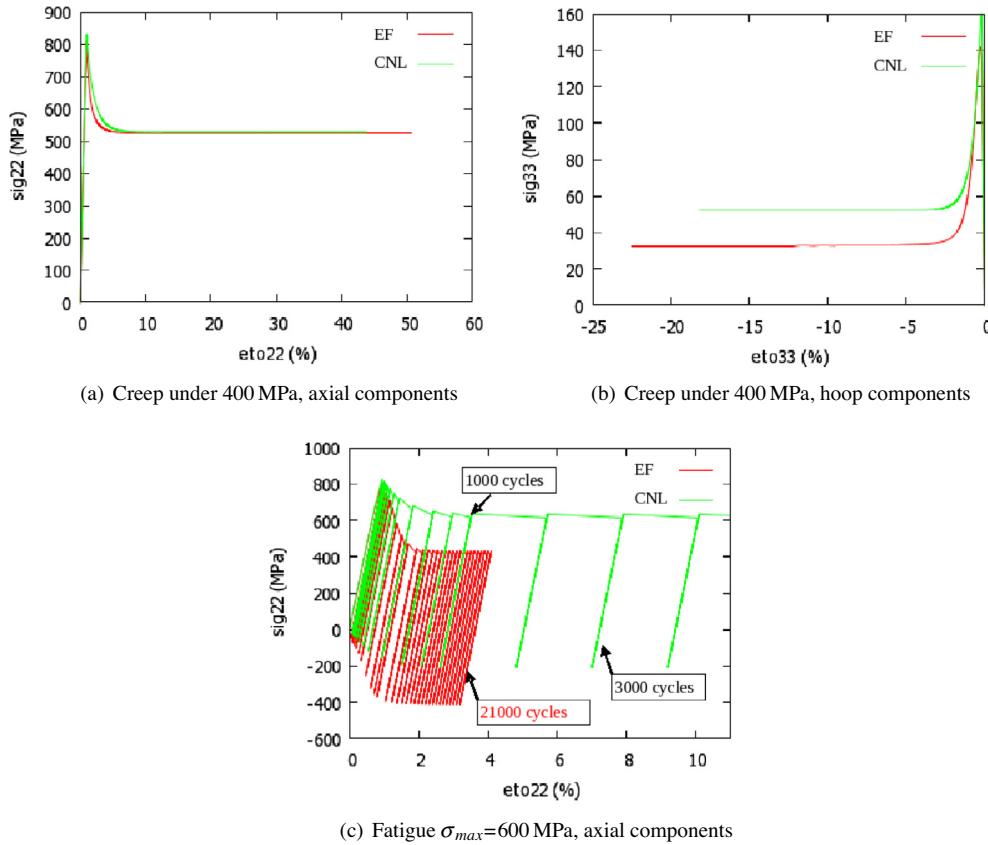 900
800
700
600
500
400
300
200
100
0
0 10 20 30 40 50 60
sig22 (MPa)
eto22 (%)
EF
CNL
(a) Creep under 400 MPa, axial components
160
140
120
100
80
60
40
20
0
-25 -20 -15 -10 -5 0
sig33 (MPa)
eto33 (%)
EF
CNL
(b) Creep under 400 MPa, hoop components
1000
800
600
400
200
0
-200
-400
-600
0 2 4 6 8 10
sig22 (MPa)
eto22 (%)
EF
CNL
1000 cycles
3000 cycles
21000 cycles
(c) Fatigue σmax=600 MPa, axial components